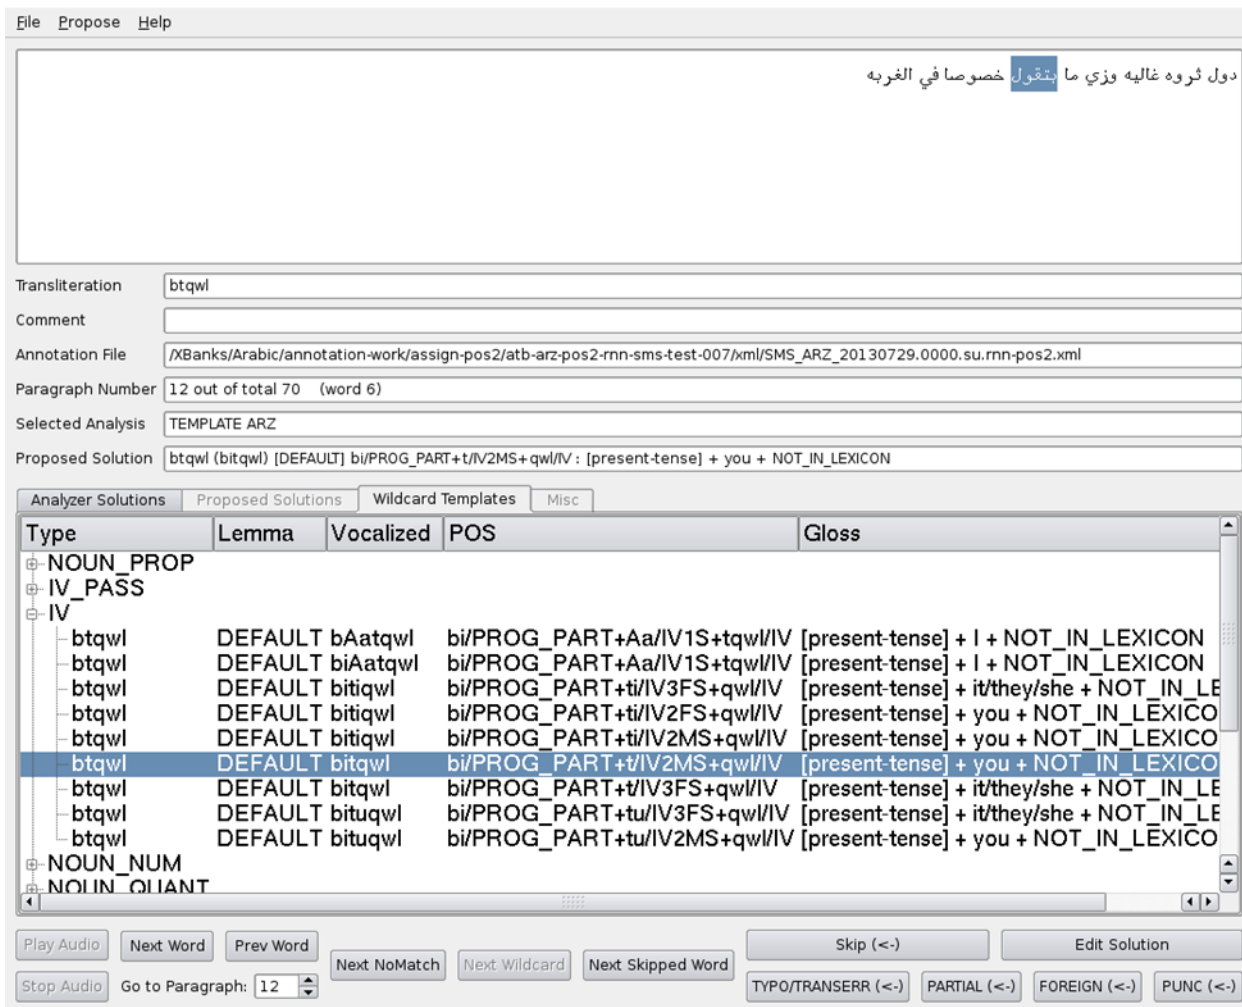 File Propose Help
دول ثروه غاليه وزي ما بتقول خصوصا في الغربه
Transliteration btqwl
Comment
Annotation File /XBanks/Arabic/annotation-work/assign-pos2/atb-arz-pos2-rnn-sms-test-007/xml/SMS_ARZ_20130729.0000.su.rnn-pos2.xml
Paragraph Number 12 out of total 70 (word 6)
Selected Analysis TEMPLATE ARZ
Proposed Solution btqwl (bitqwl) [DEFAULT] bi/PROG_PART+t/IV2MS+qwl/IV : [present-tense] + you + NOT_IN_LEXICON
Analyzer Solutions Proposed Solutions Wildcard Templates Misc
Type Lemma Vocalized POS Gloss
NOUN_PROP
IV_PASS
IV
btqwl DEFAULT bAatqwl bi/PROG_PART+Aa/IV1S+tqwl/IV [present-tense] + I + NOT_IN_LEXICON
btqwl DEFAULT biAatqwl bi/PROG_PART+Aa/IV1S+tqwl/IV [present-tense] + I + NOT_IN_LEXICON
btqwl DEFAULT bitiqwl bi/PROG_PART+ti/IV3FS+qwl/IV [present-tense] + it/they/she + NOT_IN_LE
btqwl DEFAULT bitiqwl bi/PROG_PART+ti/IV2FS+qwl/IV [present-tense] + you + NOT_IN_LEXICO
btqwl DEFAULT bitiqwl bi/PROG_PART+ti/IV2MS+qwl/IV [present-tense] + you + NOT_IN_LEXICO
btqwl DEFAULT bitqwl bi/PROG_PART+t/IV2MS+qwl/IV [present-tense] + you + NOT_IN_LEXICO
btqwl DEFAULT bitqwl bi/PROG_PART+t/IV3FS+qwl/IV [present-tense] + it/they/she + NOT_IN_LE
btqwl DEFAULT bituqwl bi/PROG_PART+tu/IV3FS+qwl/IV [present-tense] + it/they/she + NOT_IN_LE
btqwl DEFAULT bituqwl bi/PROG_PART+tu/IV2MS+qwl/IV [present-tense] + you + NOT_IN_LEXICO
NOUN_NUM
NOUN_QUANT
Play Audio Next Word Prev Word Next NoMatch Next Wildcard Next Skipped Word Skip (<-) Edit Solution
Stop Audio Go to Paragraph: 12 TYPO/TRANSERR (<-) PARTIAL (<-) FOREIGN (<-) PUNC (<-)